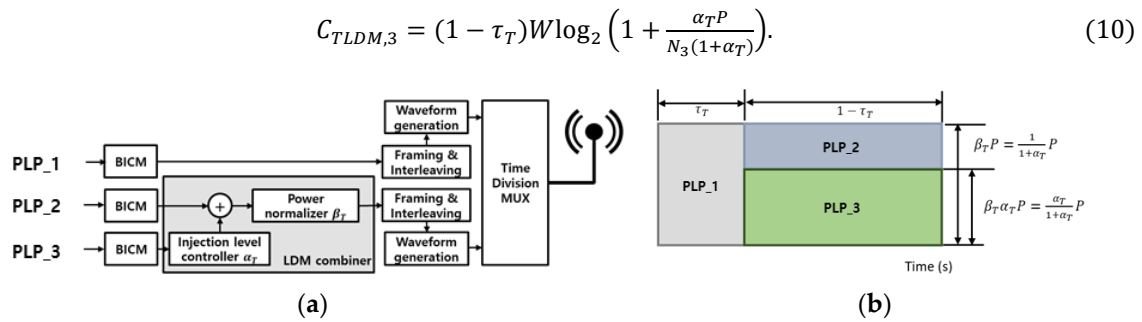 C_{TLDM,3} = (1 − τ_T)Wlog₂(1 + α_T P / N₃(1+α_T)). (10)
PLP_1
BICM
PLP_2
BICM
PLP_3
BICM
+
Injection level
controller α_T
Power
normalizer β_T
LDM combiner
Waveform
generation
Framing &
Interleaving
Framing &
Interleaving
Waveform
generation
Time
Division
MUX
(a)
τ_T
1 − τ_T
PLP_1
PLP_2
PLP_3
β_T P = 1/(1+α_T) P
β_T α_T P = α_T/(1+α_T) P
Time (s)
(b)